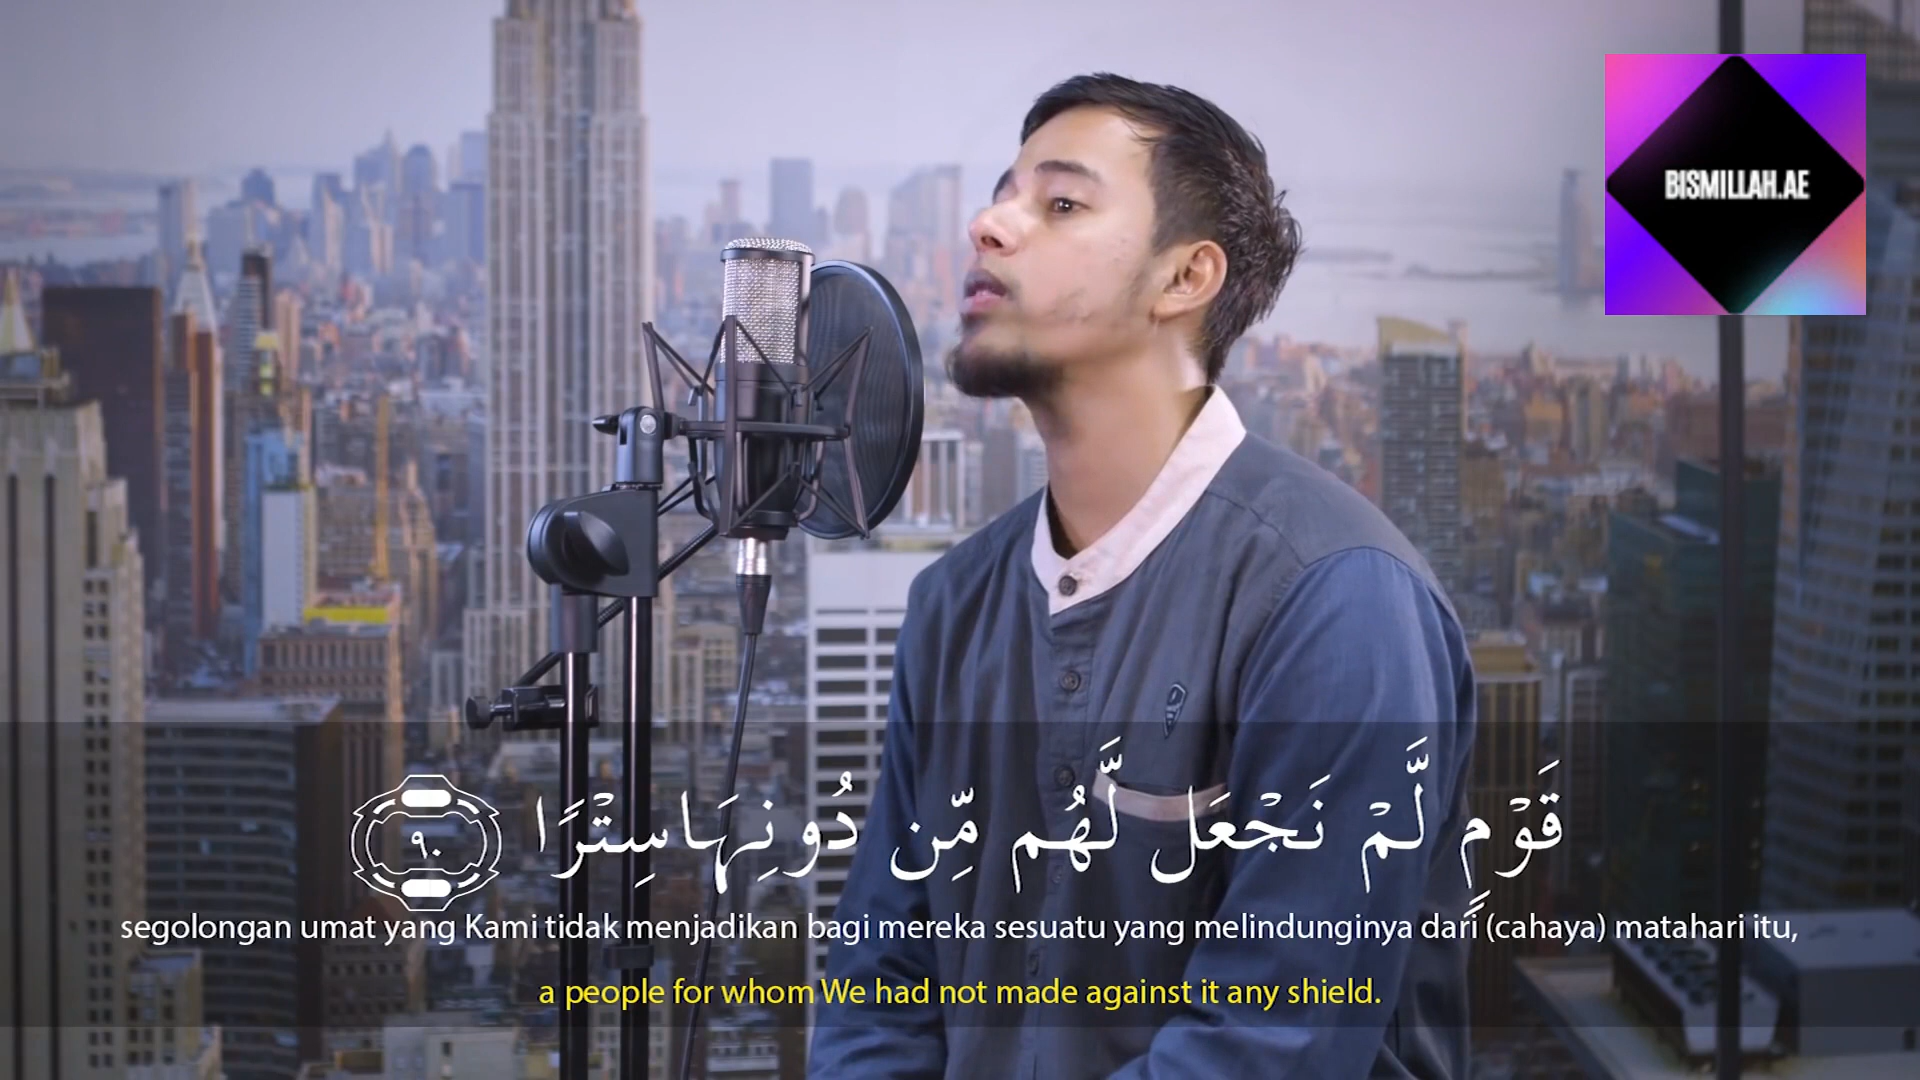 BISMILLAH.AE
قَوْمٍ لَّمْ نَجْعَل لَّهُم مِّن دُونِهَا سِتْرًا ٩٠
segolongan umat yang Kami tidak menjadikan bagi mereka sesuatu yang melindunginya dari (cahaya) matahari itu,
a people for whom We had not made against it any shield.